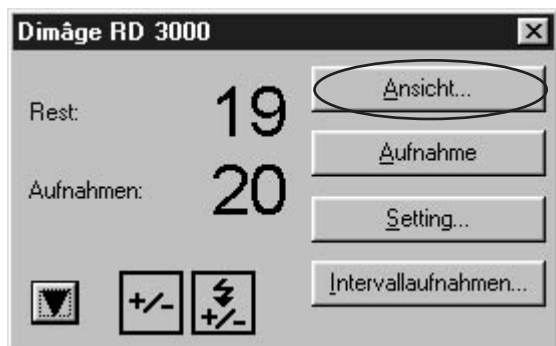 Dimâge RD 3000
Rest: 19
Aufnahmen: 20
Ansicht...
Aufnahme
Setting...
Intervallaufnahmen...
+/-
+/-